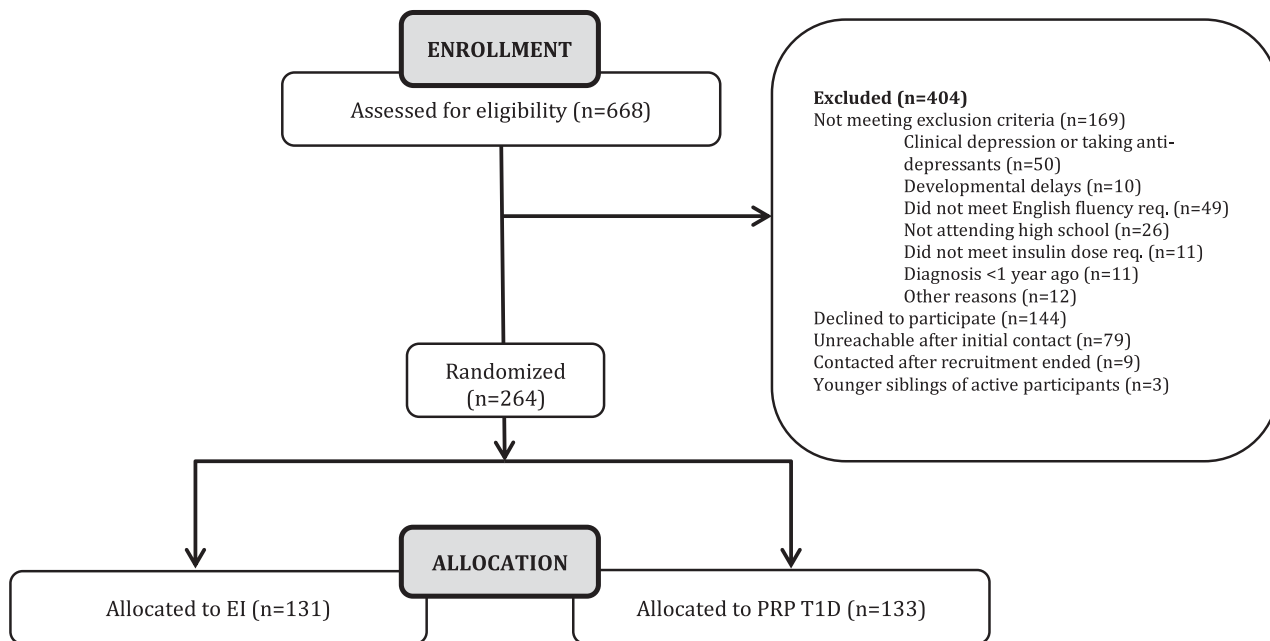 ENROLLMENT
Assessed for eligibility (n=668)
Excluded (n=404)
Not meeting exclusion criteria (n=169)
Clinical depression or taking anti-
depressants (n=50)
Developmental delays (n=10)
Did not meet English fluency req. (n=49)
Not attending high school (n=26)
Did not meet insulin dose req. (n=11)
Diagnosis <1 year ago (n=11)
Other reasons (n=12)
Declined to participate (n=144)
Unreachable after initial contact (n=79)
Contacted after recruitment ended (n=9)
Younger siblings of active participants (n=3)
Randomized
(n=264)
ALLOCATION
Allocated to EI (n=131)
Allocated to PRP T1D (n=133)